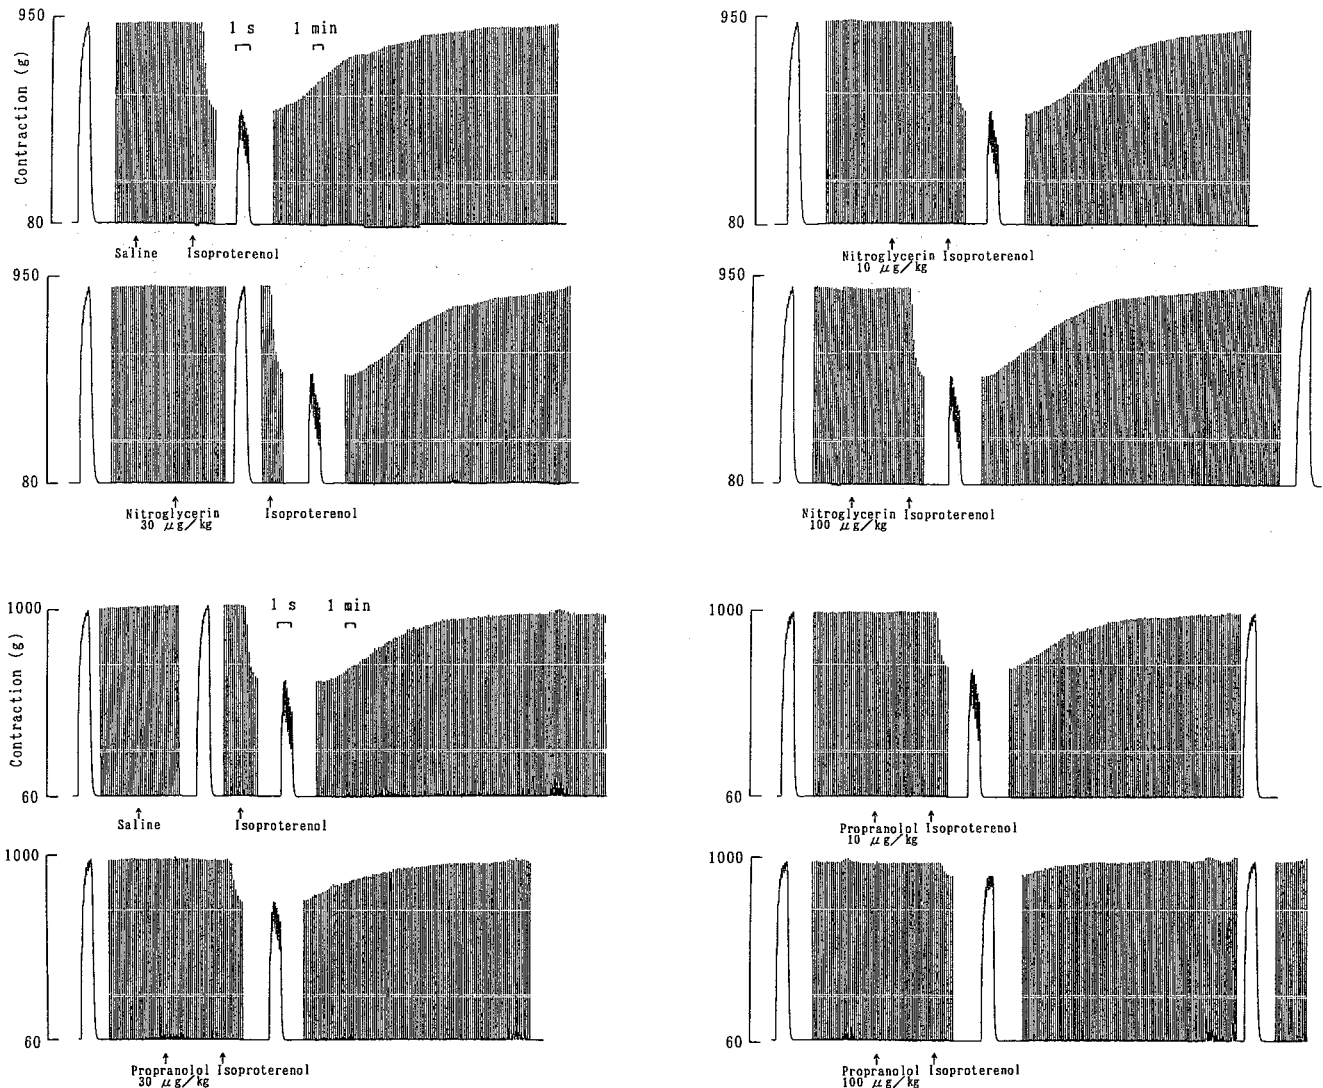 950
Contraction (g)
80
1 s
1 min
Saline
Isoproterenol
950
80
Nitroglycerin
10 μg/kg
Isoproterenol
950
80
Nitroglycerin
30 μg/kg
Isoproterenol
950
80
Nitroglycerin
100 μg/kg
Isoproterenol
1000
Contraction (g)
60
1 s
1 min
Saline
Isoproterenol
1000
60
Propranolol
10 μg/kg
Isoproterenol
1000
60
Propranolol
30 μg/kg
Isoproterenol
1000
60
Propranolol
100 μg/kg
Isoproterenol